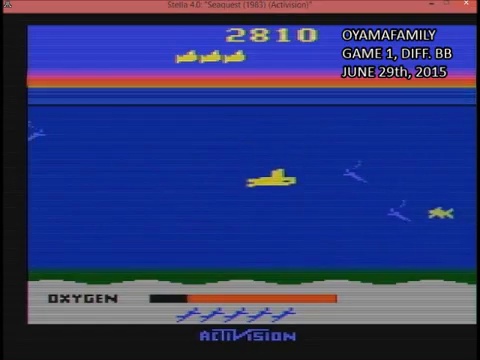 Stella 4.0: "Seaquest (1983) (Activision)"
2810
OYAMAFAMILY
GAME 1, DIFF. BB
JUNE 29th, 2015
OXYGEN
ACTIVISION